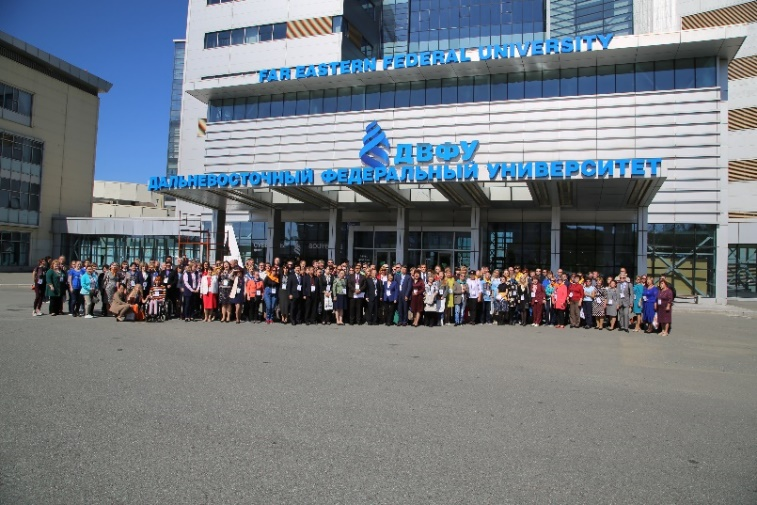 FAR EASTERN FEDERAL UNIVERSITY
ДВФУ
ДАЛЬНЕВОСТОЧНЫЙ ФЕДЕРАЛЬНЫЙ УНИВЕРСИТЕТ